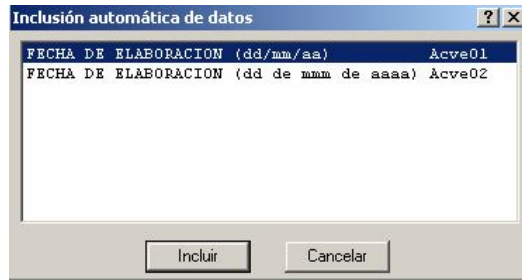 Inclusión automática de datos ? X
FECHA DE ELABORACION (dd/mm/aa) Acve01
FECHA DE ELABORACION (dd de mmm de aaaa) Acve02
Incluir Cancelar